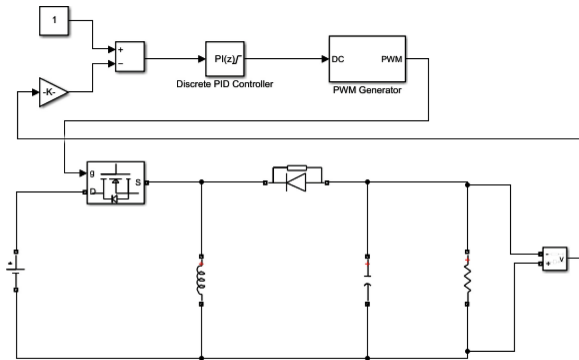 1
+
−
PI(z)
Discrete PID Controller
DC
PWM
PWM Generator
-K-
g
D
S
+
+
+
+
-
+
v